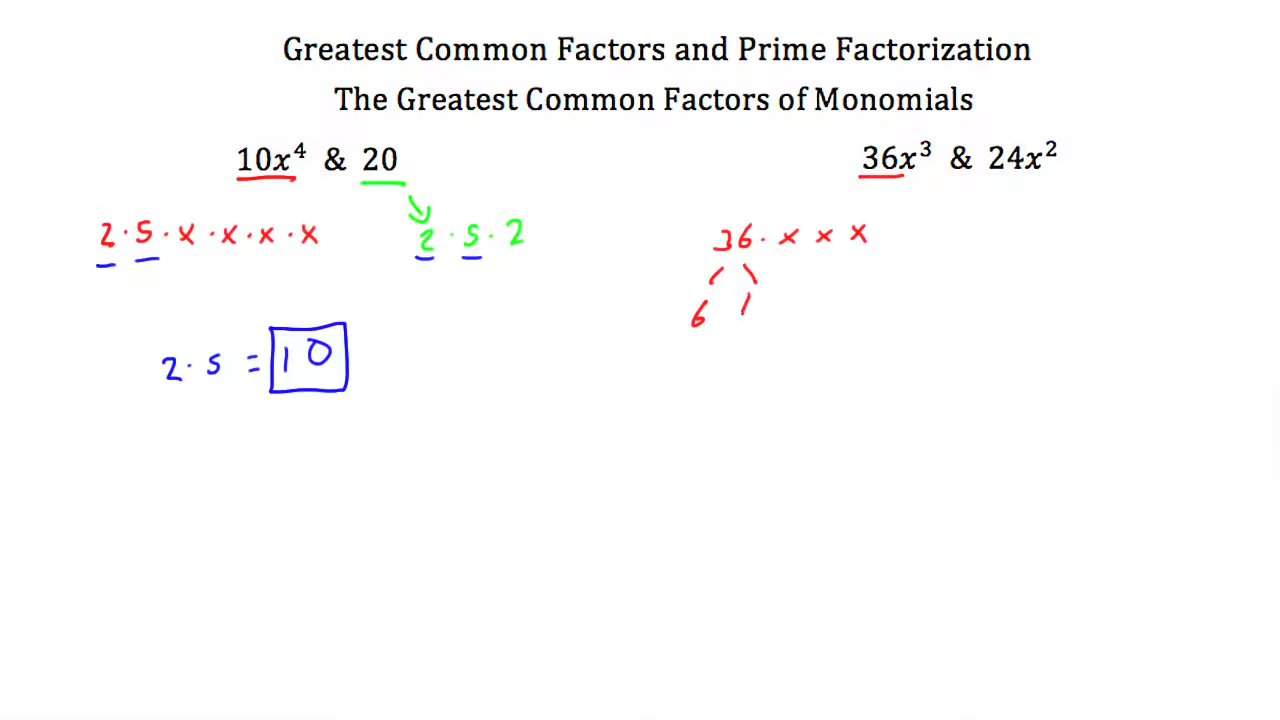 Greatest Common Factors and Prime Factorization
The Greatest Common Factors of Monomials
10x⁴ & 20
36x³ & 24x²
2 · 5 · x · x · x · x
2 · 5 · 2
36 · x x x
6 1
2 · 5 = 10